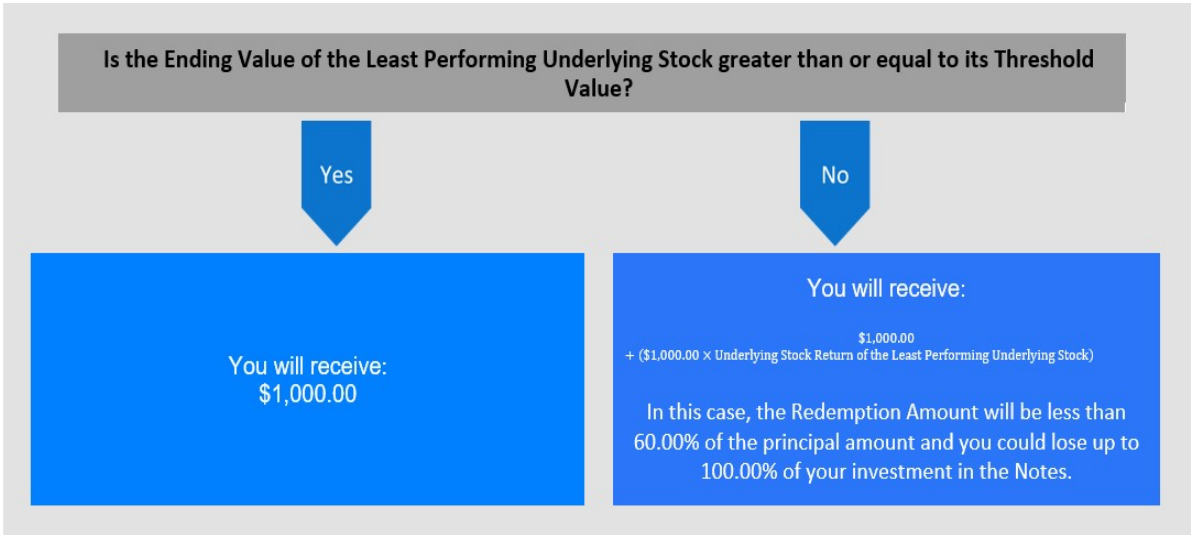 Is the Ending Value of the Least Performing Underlying Stock greater than or equal to its Threshold
Value?
Yes
No
You will receive:
$1,000.00
You will receive:
$1,000.00
+ ($1,000.00 × Underlying Stock Return of the Least Performing Underlying Stock)
In this case, the Redemption Amount will be less than
60.00% of the principal amount and you could lose up to
100.00% of your investment in the Notes.